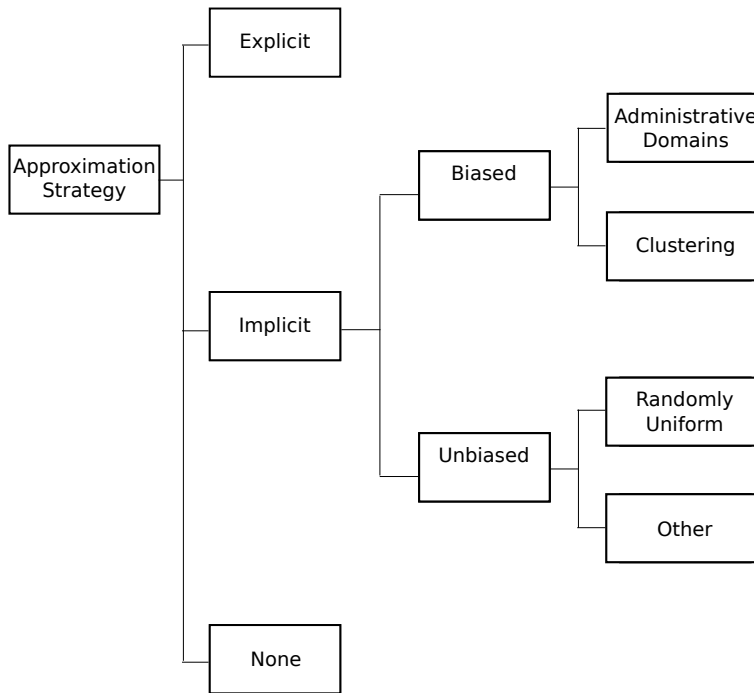 Explicit
Approximation
Strategy
Implicit
None
Biased
Unbiased
Administrative
Domains
Clustering
Randomly
Uniform
Other